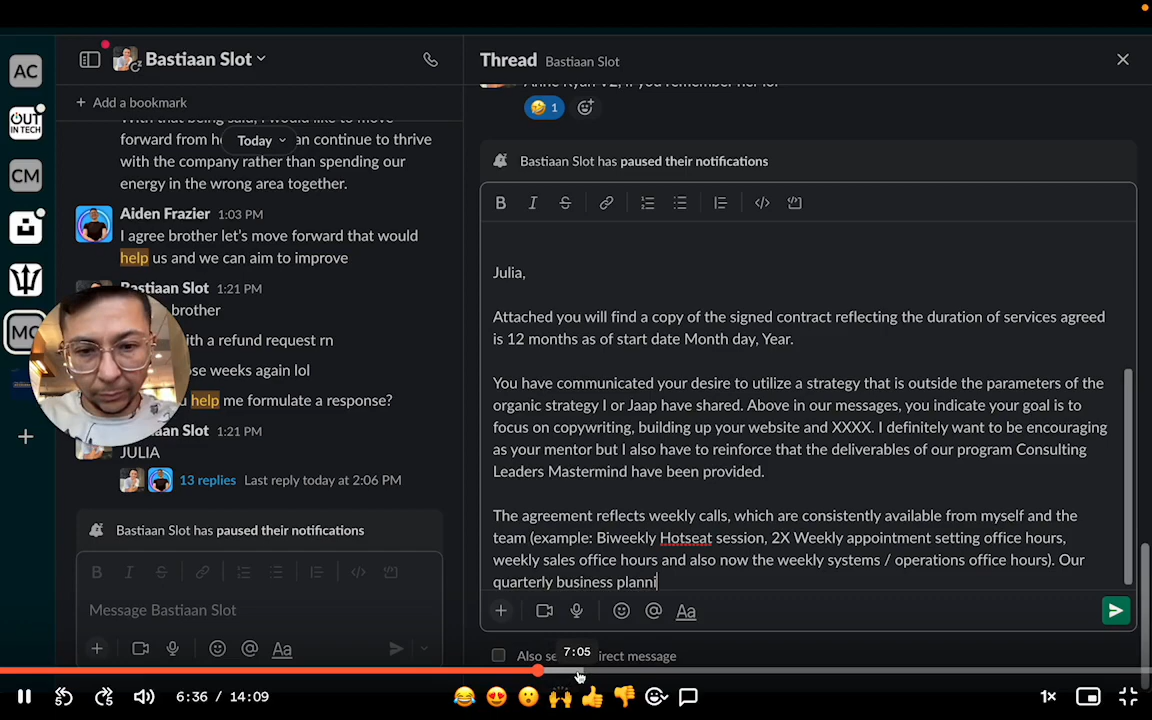 Bastiaan Slot
Thread Bastiaan Slot
AC
Add a bookmark
OUT
IN TECH
CM
MC
Today
forward from he an continue to thrive
with the company rather than spending our
energy in the wrong area together.
Aiden Frazier 1:03 PM
I agree brother let's move forward that would
help us and we can aim to improve
Bastiaan Slot 1:21 PM
brother
ith a refund request rn
ose weeks again lol
help me formulate a response?
an Slot 1:21 PM
JULIA
13 replies Last reply today at 2:06 PM
Bastiaan Slot has paused their notifications
Message Bastiaan Slot
Aa
1
Bastiaan Slot has paused their notifications
Julia,
Attached you will find a copy of the signed contract reflecting the duration of services agreed
is 12 months as of start date Month day, Year.
You have communicated your desire to utilize a strategy that is outside the parameters of the
organic strategy I or Jaap have shared. Above in our messages, you indicate your goal is to
focus on copywriting, building up your website and XXXX. I definitely want to be encouraging
as your mentor but I also have to reinforce that the deliverables of our program Consulting
Leaders Mastermind have been provided.
The agreement reflects weekly calls, which are consistently available from myself and the
team (example: Biweekly Hotseat session, 2X Weekly appointment setting office hours,
weekly sales office hours and also now the weekly systems / operations office hours). Our
quarterly business planni
Aa
Also se irect message
7:05
6:36 / 14:09
1×